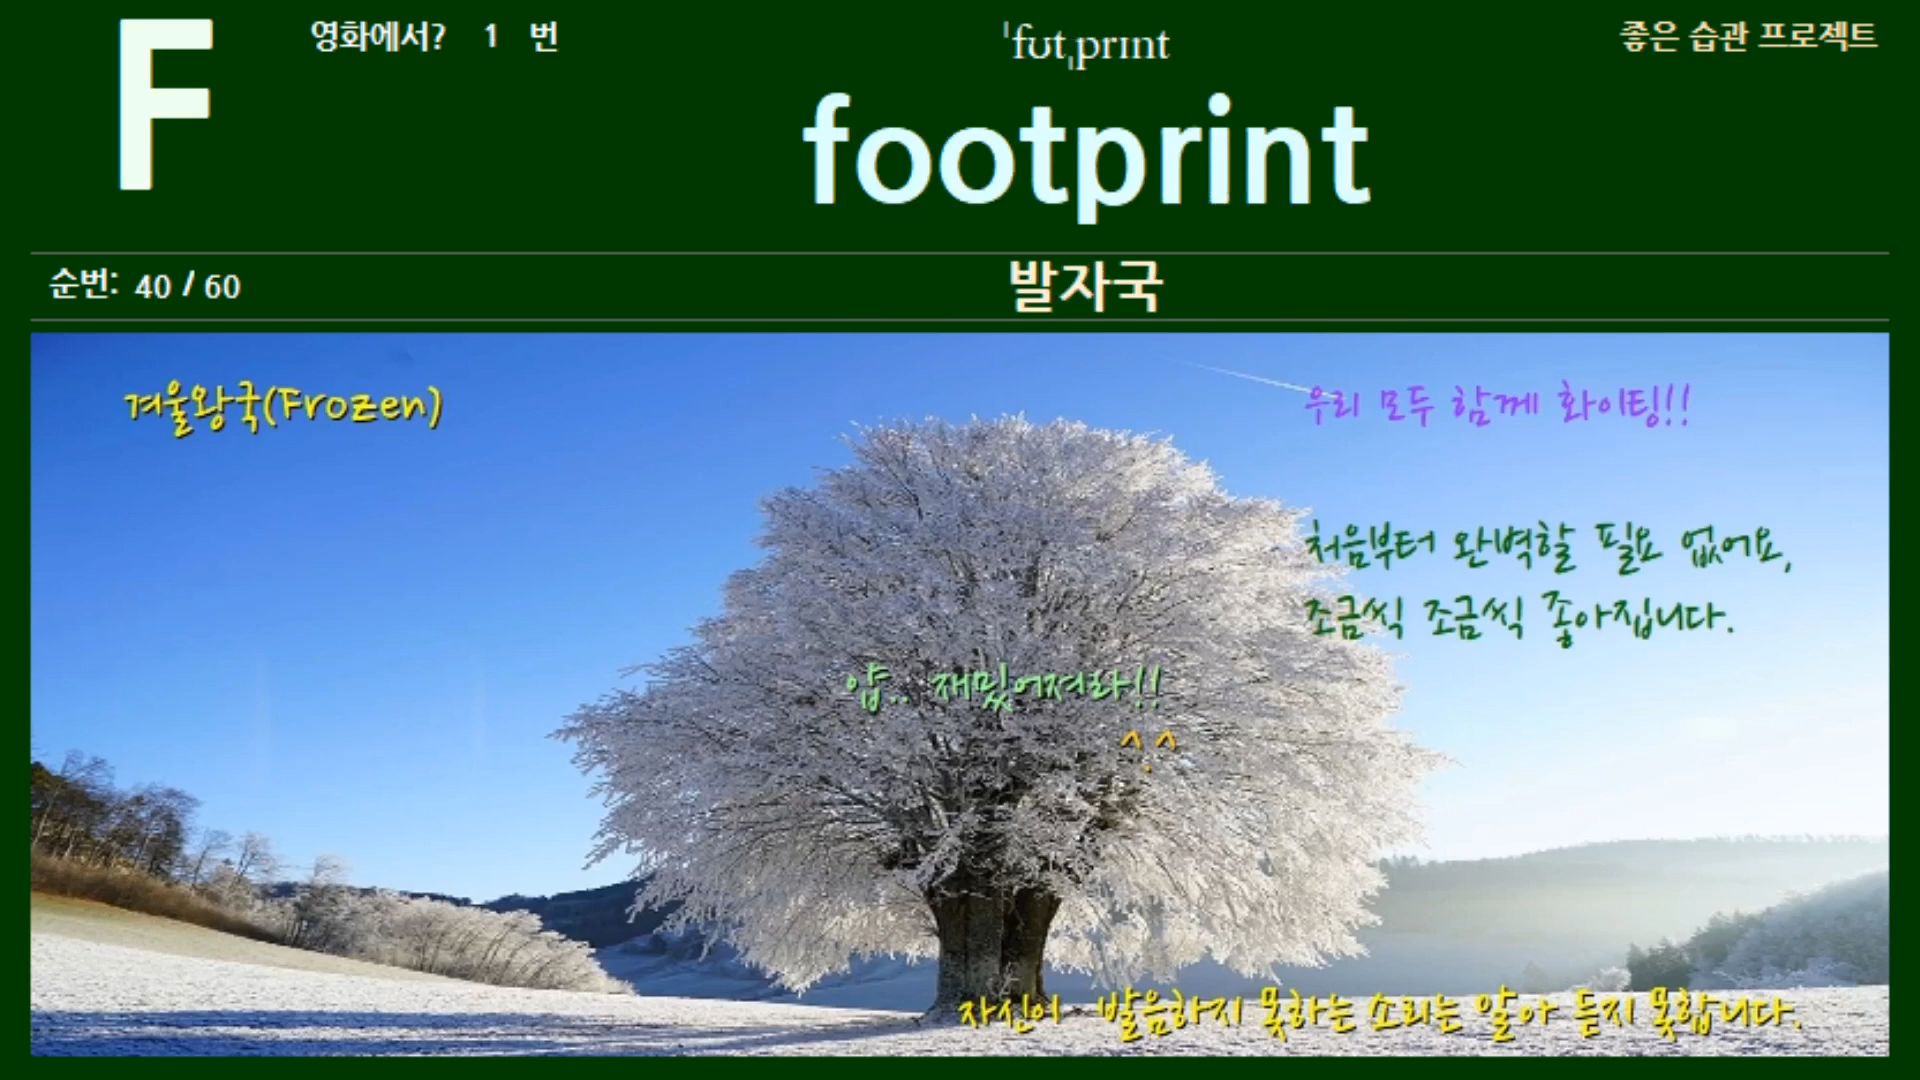 F
영화에서? 1 번
ˈfʊtˌprɪnt
좋은 습관 프로젝트
footprint
순번: 40 / 60
발자국
겨울왕국(Frozen)
우리 모두 함께 화이팅!!
처음부터 완벽할 필요 없어요,
조금씩 조금씩 좋아집니다.
얍.. 재밌어져라!!
^.^
자신이 발음하지 못하는 소리는 알아 듣지 못합니다.